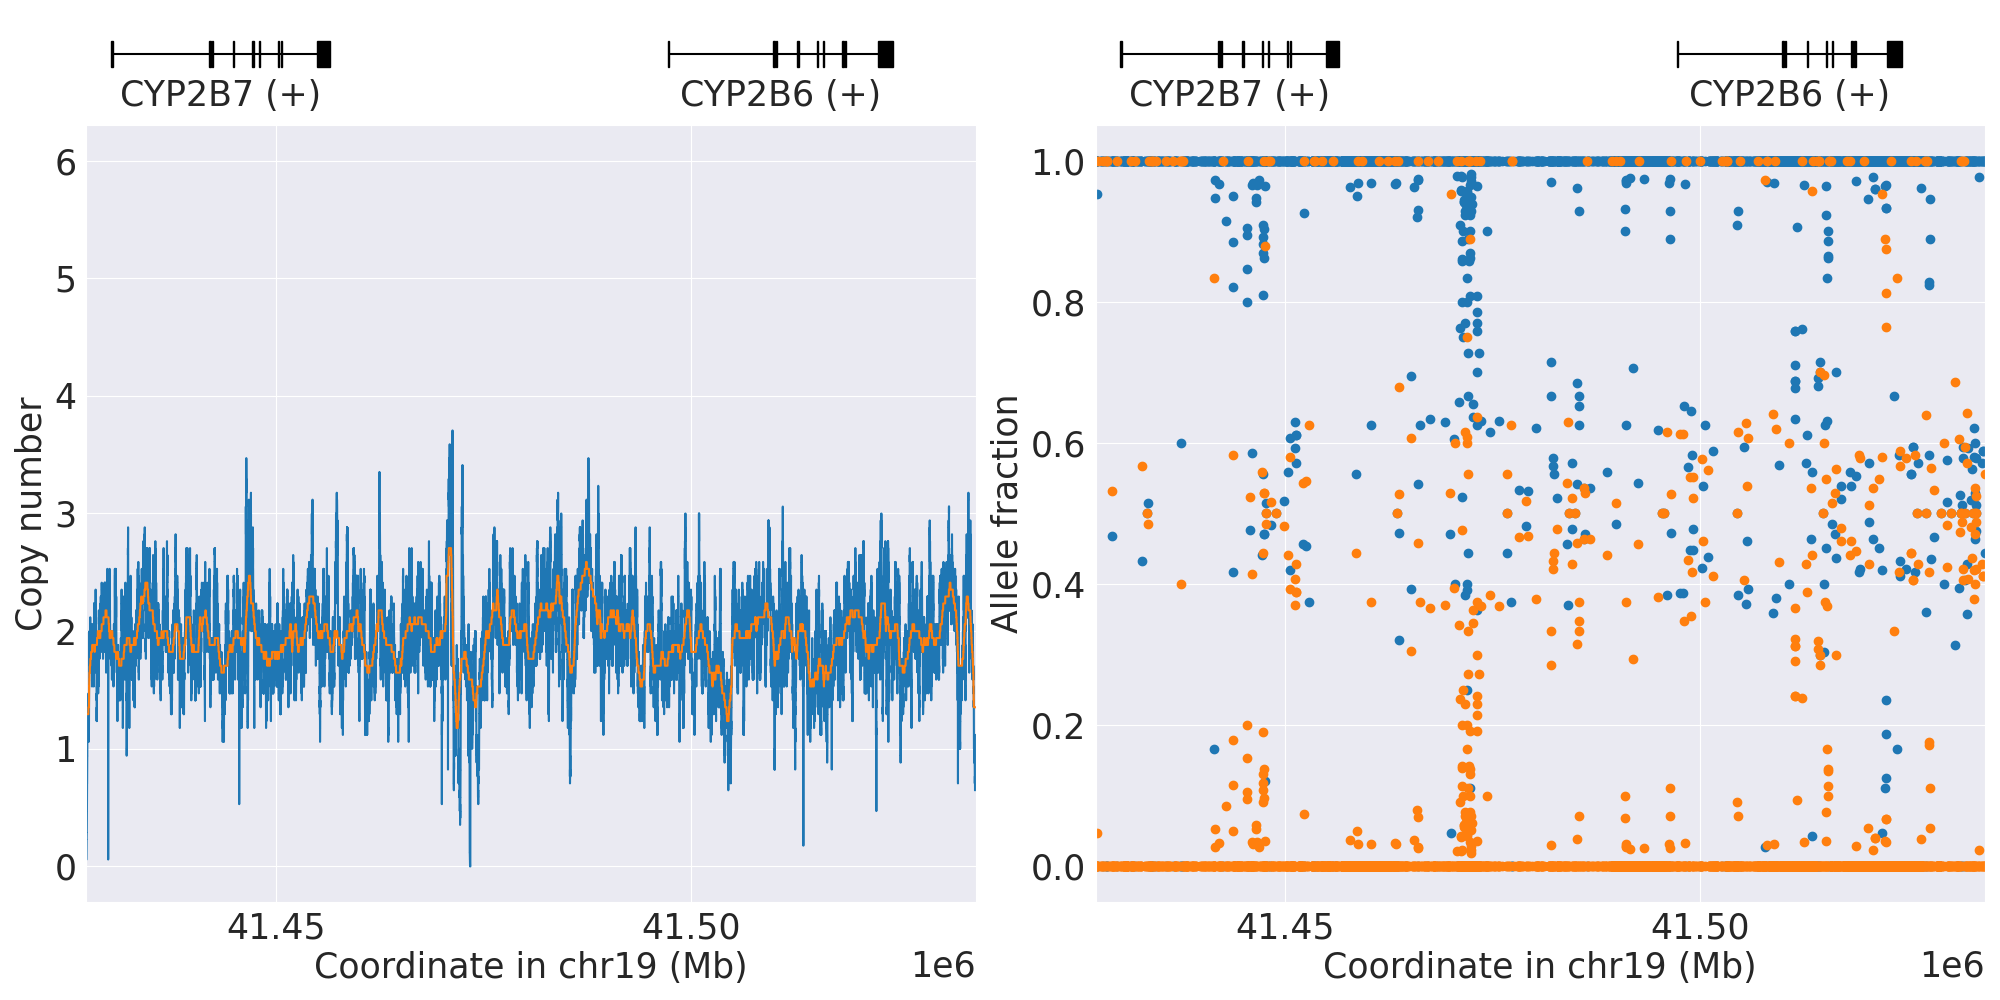 CYP2B7 (+)
CYP2B6 (+)
6
5
4
3
2
1
0
Copy number
41.45
41.50
Coordinate in chr19 (Mb)
1e6
CYP2B7 (+)
CYP2B6 (+)
1.0
0.8
0.6
0.4
0.2
0.0
Allele fraction
41.45
41.50
Coordinate in chr19 (Mb)
1e6